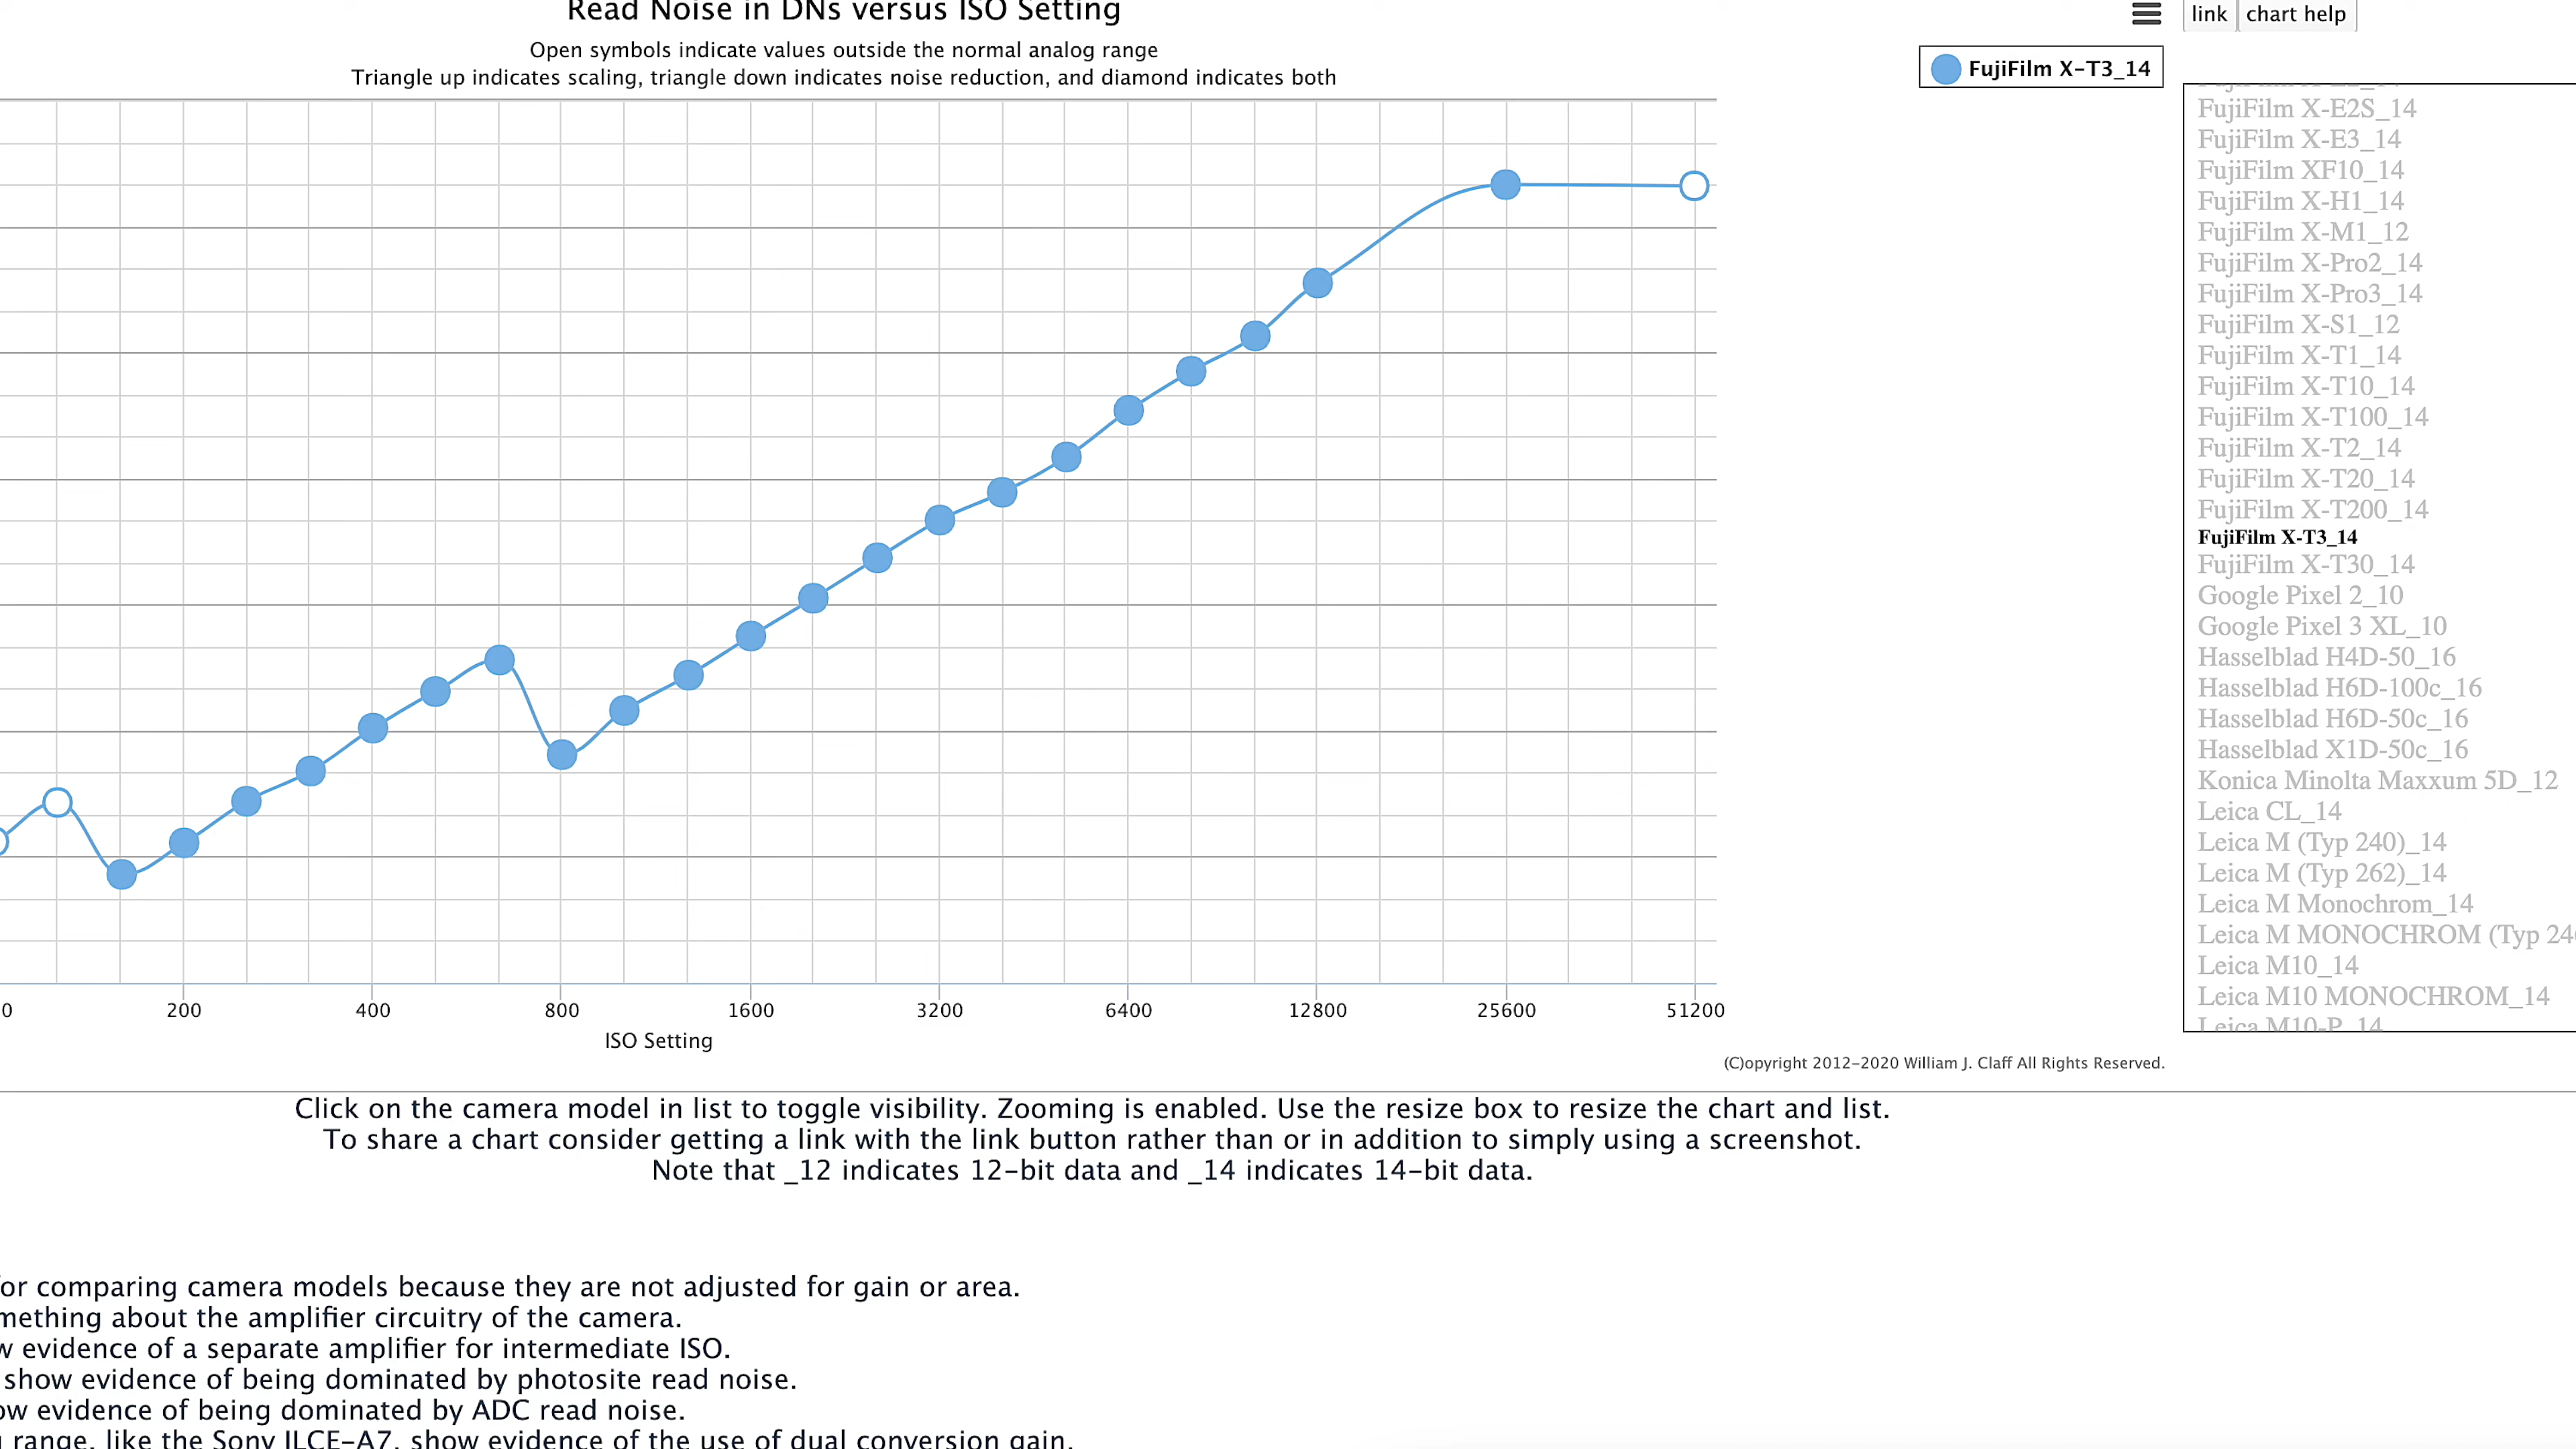 Read Noise in DNs versus ISO Setting
Open symbols indicate values outside the normal analog range
Triangle up indicates scaling, triangle down indicates noise reduction, and diamond indicates both
link
chart help
FujiFilm X-T3_14
FujiFilm X-E2S_14
FujiFilm X-E3_14
FujiFilm XF10_14
FujiFilm X-H1_14
FujiFilm X-M1_12
FujiFilm X-Pro2_14
FujiFilm X-Pro3_14
FujiFilm X-S1_12
FujiFilm X-T1_14
FujiFilm X-T10_14
FujiFilm X-T100_14
FujiFilm X-T2_14
FujiFilm X-T20_14
FujiFilm X-T200_14
FujiFilm X-T3_14
FujiFilm X-T30_14
Google Pixel 2_10
Google Pixel 3 XL_10
Hasselblad H4D-50_16
Hasselblad H6D-100c_16
Hasselblad H6D-50c_16
Hasselblad X1D-50c_16
Konica Minolta Maxxum 5D_12
Leica CL_14
Leica M (Typ 240)_14
Leica M (Typ 262)_14
Leica M Monochrom_14
Leica M MONOCHROM (Typ 24
Leica M10_14
Leica M10 MONOCHROM_14
Leica M10-P_14
0 200 400 800 1600 3200 6400 12800 25600 51200
ISO Setting
(C)opyright 2012-2020 William J. Claff All Rights Reserved.
Click on the camera model in list to toggle visibility. Zooming is enabled. Use the resize box to resize the chart and list.
To share a chart consider getting a link with the link button rather than or in addition to simply using a screenshot.
Note that _12 indicates 12-bit data and _14 indicates 14-bit data.
or comparing camera models because they are not adjusted for gain or area.
mething about the amplifier circuitry of the camera.
w evidence of a separate amplifier for intermediate ISO.
show evidence of being dominated by photosite read noise.
ow evidence of being dominated by ADC read noise.
range, like the Sony ILCE-A7, show evidence of the use of dual conversion gain.